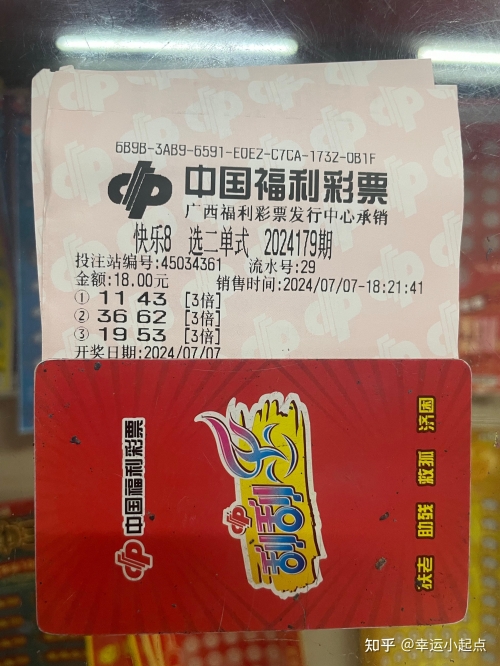 6B9B-3AB9-6591-E0E2-C7CA-1732-0B1F
中国福利彩票
广西福利彩票发行中心承销
快乐8 选二单式 2024179期
投注站编号:45034361 流水号:29
金额:18.00元 销售时间:2024/07/07-18:21:41
① 11 43 [3倍]
② 36 62 [3倍]
③ 19 53 [3倍]
开奖日期:2024/07/07
中国福利彩票
刮刮乐
扶老 助残 救孤 济困
知乎 @幸运小起点